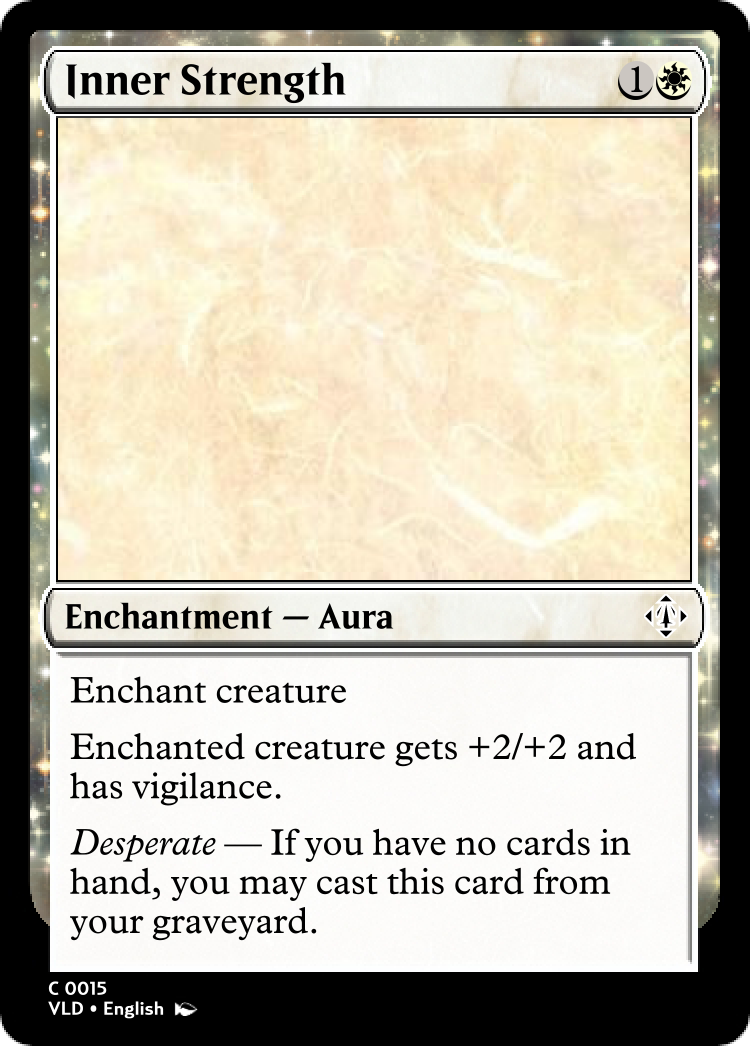 Inner Strength 1
Enchantment — Aura
Enchant creature
Enchanted creature gets +2/+2 and
has vigilance.
Desperate — If you have no cards in
hand, you may cast this card from
your graveyard.
C 0015
VLD • English